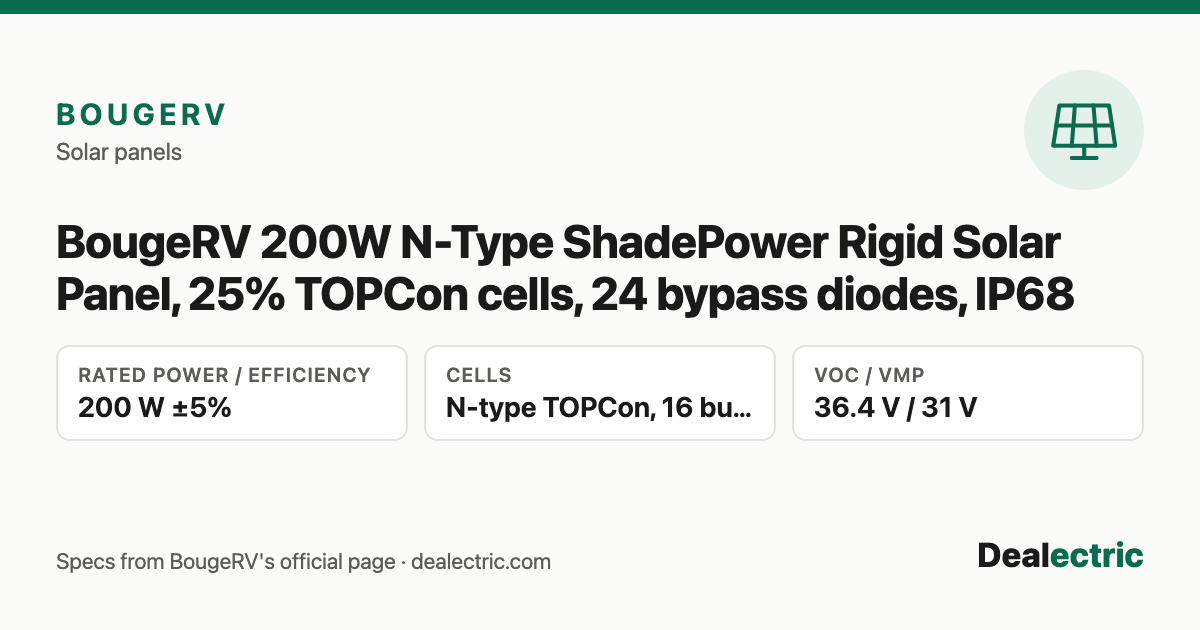 BOUGERV
Solar panels
BougeRV 200W N-Type ShadePower Rigid Solar
Panel, 25% TOPCon cells, 24 bypass diodes, IP68
RATED POWER / EFFICIENCY
200 W ±5%
CELLS
N-type TOPCon, 16 bu...
VOC / VMP
36.4 V / 31 V
Specs from BougeRV's official page · dealectric.com
Dealectric